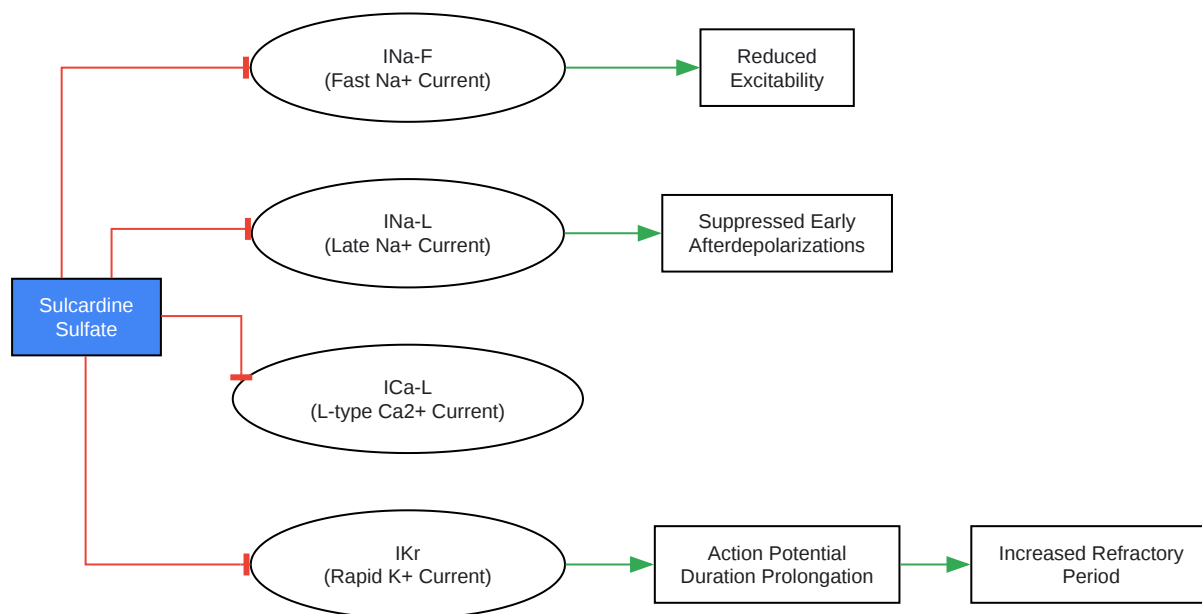 INa-F
(Fast Na+ Current)
Reduced
Excitability
INa-L
(Late Na+ Current)
Suppressed Early
Afterdepolarizations
Sulcardine
Sulfate
ICa-L
(L-type Ca2+ Current)
IKr
(Rapid K+ Current)
Action Potential
Duration Prolongation
Increased Refractory
Period